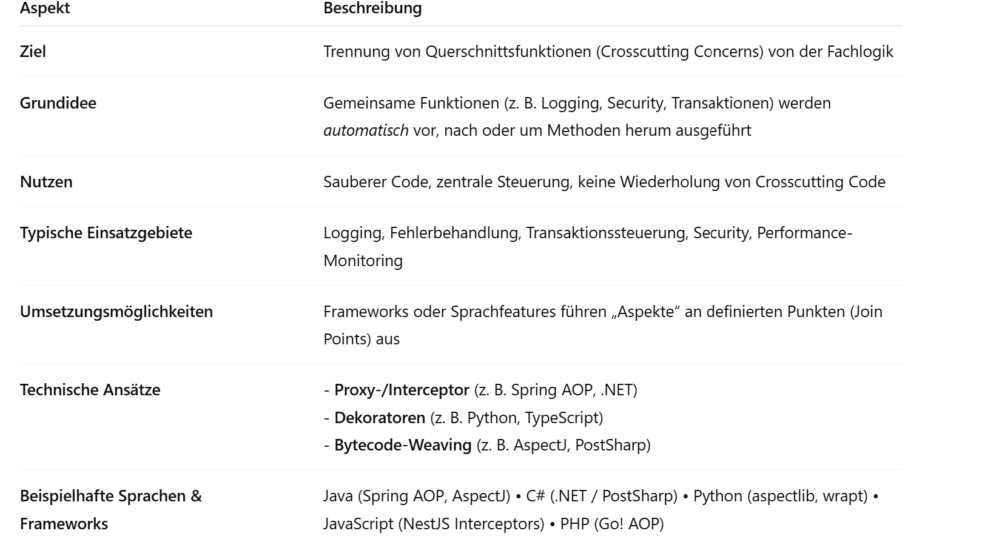 Aspekt Beschreibung
Ziel Trennung von Querschnittsfunktionen (Crosscutting Concerns) von der Fachlogik
Grundidee Gemeinsame Funktionen (z. B. Logging, Security, Transaktionen) werden
automatisch vor, nach oder um Methoden herum ausgeführt
Nutzen Sauberer Code, zentrale Steuerung, keine Wiederholung von Crosscutting Code
Typische Einsatzgebiete Logging, Fehlerbehandlung, Transaktionssteuerung, Security, Performance-
Monitoring
Umsetzungsmöglichkeiten Frameworks oder Sprachfeatures führen „Aspekte“ an definierten Punkten (Join
Points) aus
Technische Ansätze - Proxy-/Interceptor (z. B. Spring AOP, .NET)
- Dekoratoren (z. B. Python, TypeScript)
- Bytecode-Weaving (z. B. AspectJ, PostSharp)
Beispielhafte Sprachen & Java (Spring AOP, AspectJ) • C# (.NET / PostSharp) • Python (aspectlib, wrapt) •
Frameworks JavaScript (NestJS Interceptors) • PHP (Go! AOP)